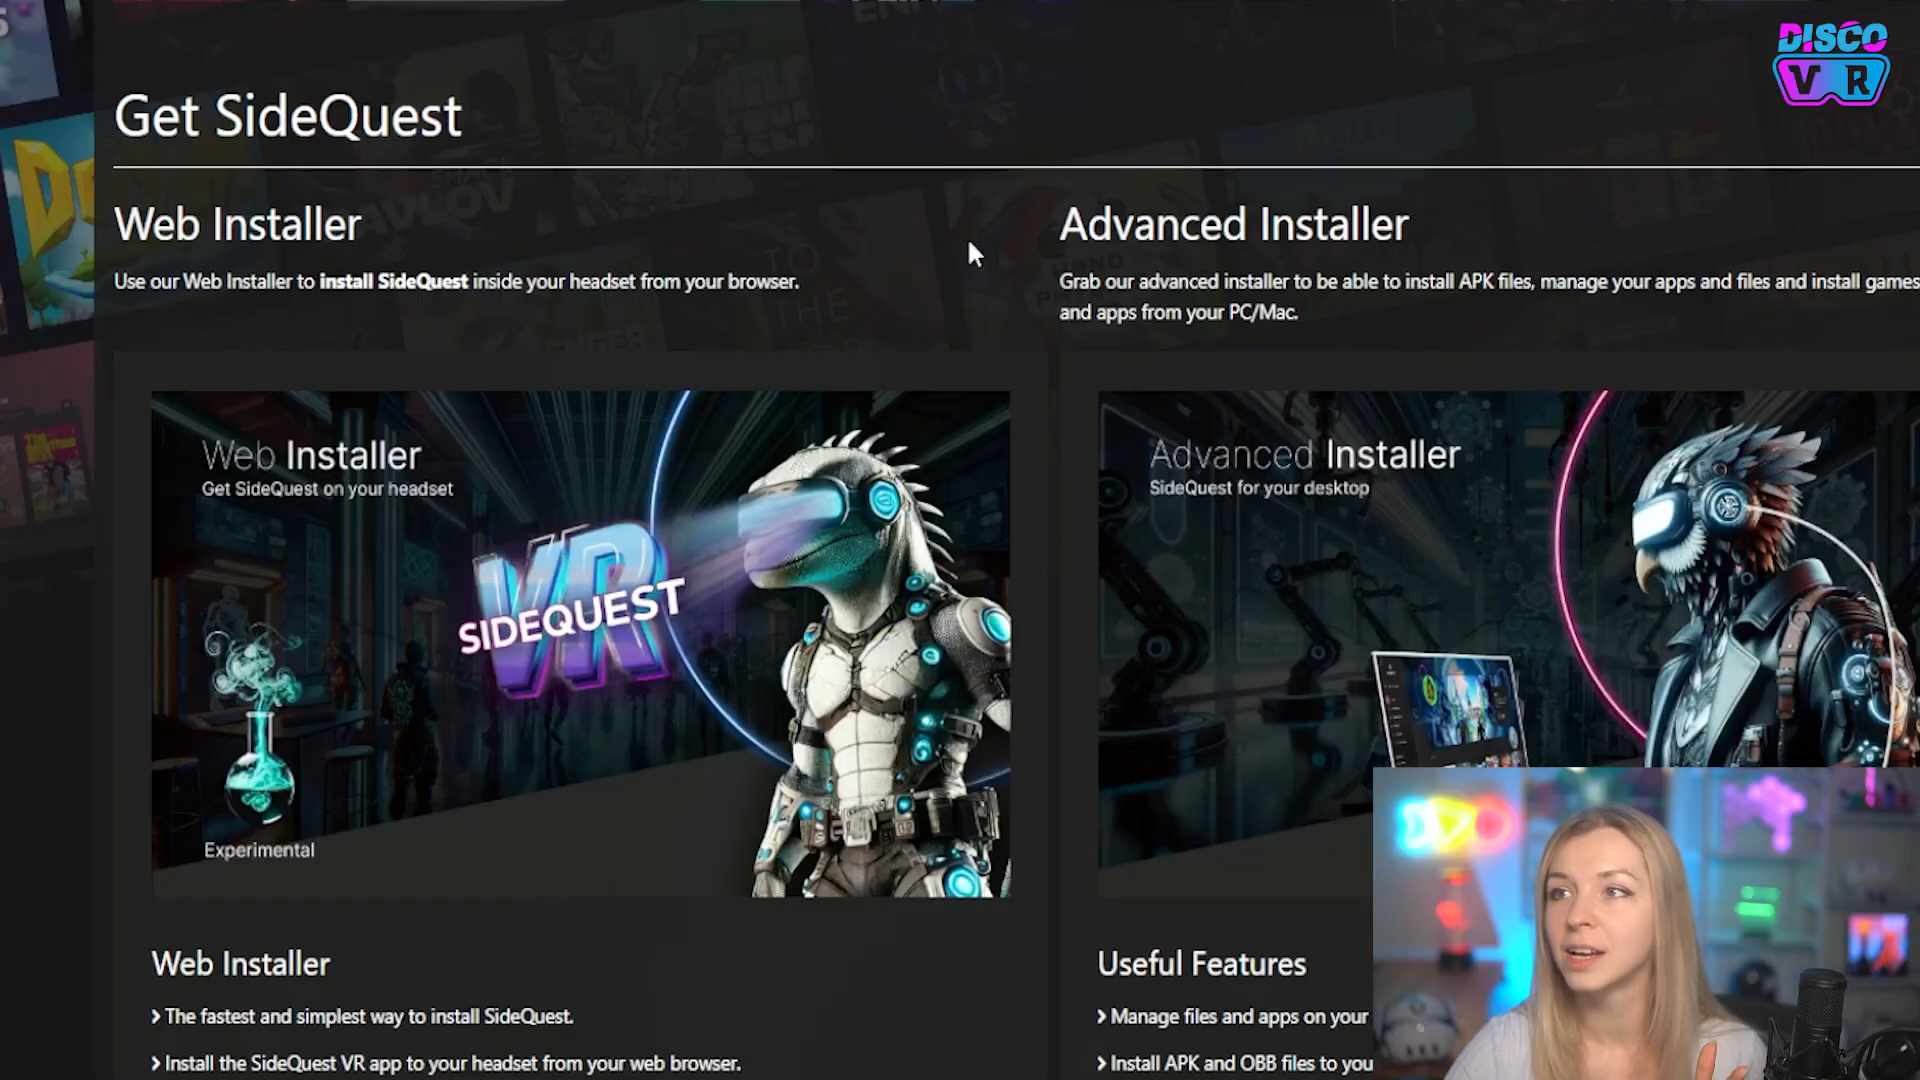 DISCO
VR
Get SideQuest
Web Installer
Use our Web Installer to install SideQuest inside your headset from your browser.
Advanced Installer
Grab our advanced installer to be able to install APK files, manage your apps and files and install games
and apps from your PC/Mac.
Web Installer
Get SideQuest on your headset
VR
SIDEQUEST
Experimental
Advanced Installer
SideQuest for your desktop
Web Installer
The fastest and simplest way to install SideQuest.
Install the SideQuest VR app to your headset from your web browser.
Useful Features
Manage files and apps on your
Install APK and OBB files to you